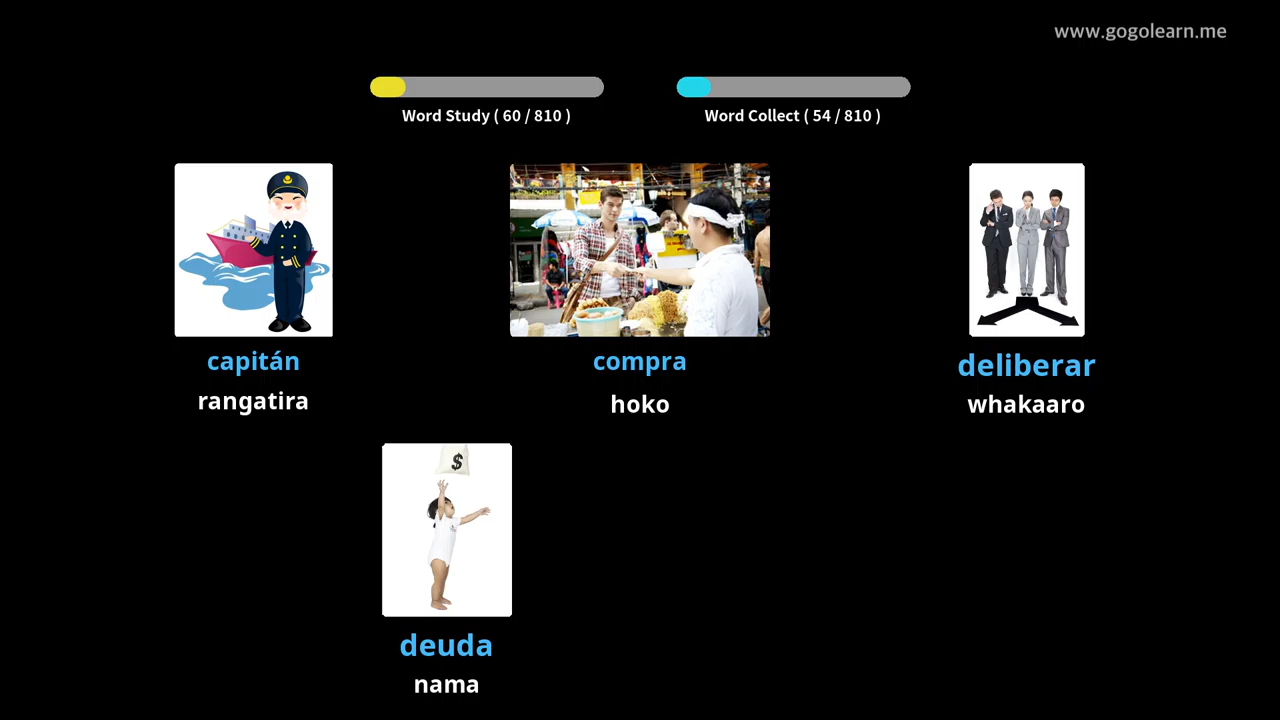 www.gogolearn.me
Word Study ( 60 / 810 )
Word Collect ( 54 / 810 )
capitán
compra
deliberar
rangatira
hoko
whakaaro
$
deuda
nama